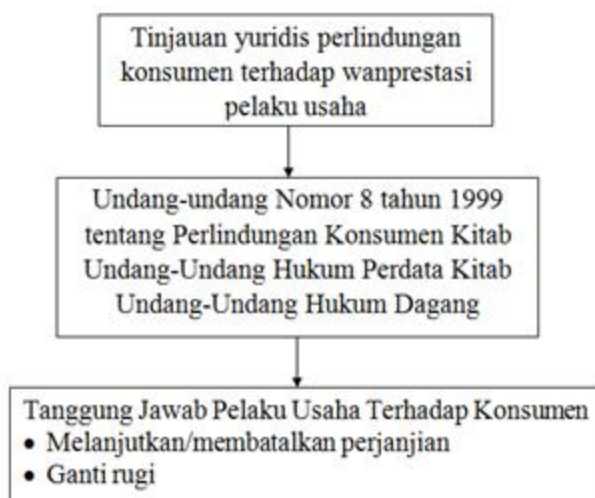 Tinjauan yuridis perlindungan
konsumen terhadap wanprestasi
pelaku usaha
Undang-undang Nomor 8 tahun 1999
tentang Perlindungan Konsumen Kitab
Undang-Undang Hukum Perdata Kitab
Undang-Undang Hukum Dagang
Tanggung Jawab Pelaku Usaha Terhadap Konsumen
• Melanjutkan/membatalkan perjanjian
• Ganti rugi